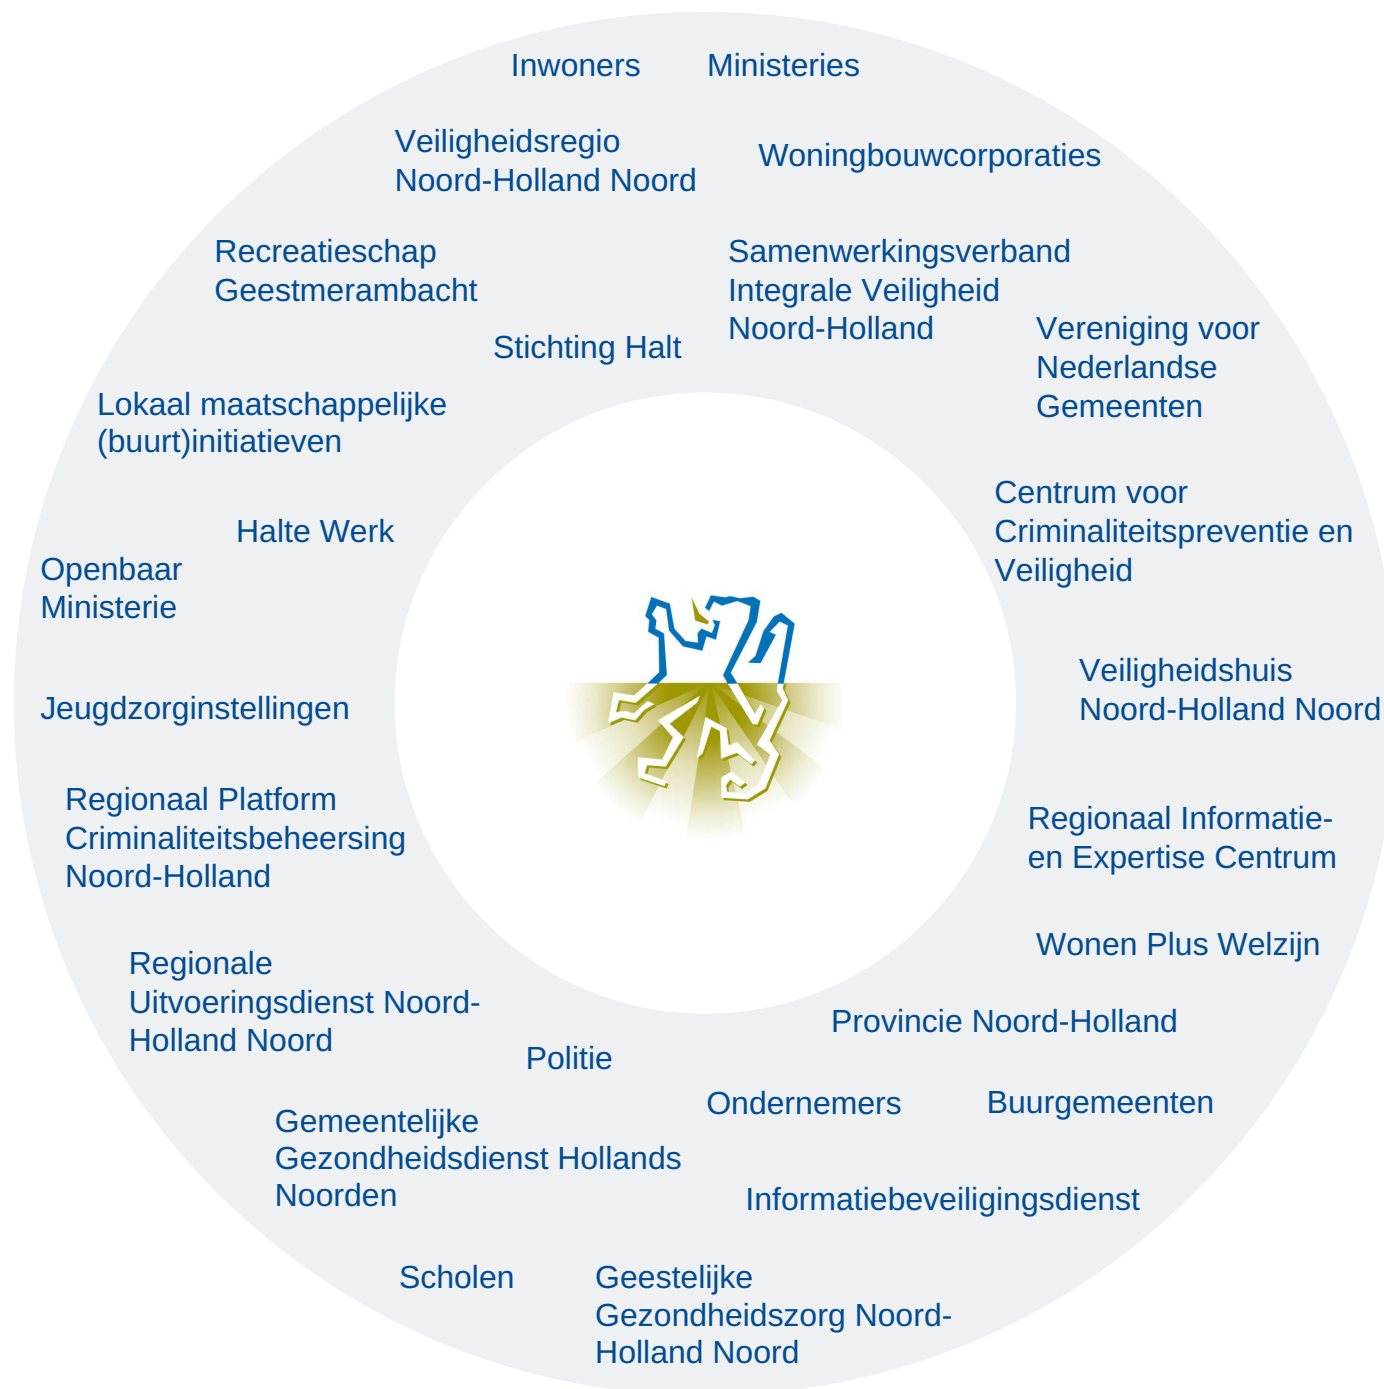 Inwoners
Ministeries
Veiligheidsregio
Noord-Holland Noord
Woningbouwcorporaties
Recreatieschap
Geestmerambacht
Samenwerkingsverband
Integrale Veiligheid
Noord-Holland
Stichting Halt
Vereniging voor
Nederlandse
Gemeenten
Lokaal maatschappelijke
(buurt)initiatieven
Centrum voor
Criminaliteitspreventie en
Veiligheid
Halte Werk
Openbaar
Ministerie
Veiligheidshuis
Noord-Holland Noord
Jeugdzorginstellingen
Regionaal Platform
Criminaliteitsbeheersing
Noord-Holland
Regionaal Informatie-
en Expertise Centrum
Wonen Plus Welzijn
Regionale
Uitvoeringsdienst Noord-
Holland Noord
Provincie Noord-Holland
Politie
Ondernemers
Buurgemeenten
Gemeentelijke
Gezondheidsdienst Hollands
Noorden
Informatiebeveiligingsdienst
Scholen
Geestelijke
Gezondheidszorg Noord-
Holland Noord